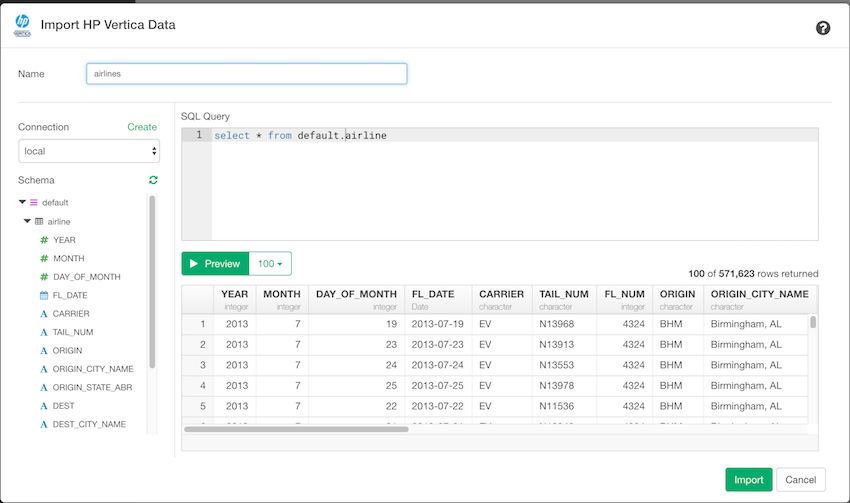 hp
VERTICA
Import HP Vertica Data
?
Name
airlines
Connection
Create
local
Schema
default
airline
# YEAR
# MONTH
# DAY_OF_MONTH
FL_DATE
A CARRIER
A TAIL_NUM
A ORIGIN
A ORIGIN_CITY_NAME
A ORIGIN_STATE_ABR
A DEST
A DEST_CITY_NAME
SQL Query
1 select * from default.airline
Preview 100
100 of 571,623 rows returned
YEAR MONTH DAY_OF_MONTH FL_DATE CARRIER TAIL_NUM FL_NUM ORIGIN ORIGIN_CITY_NAME
integer integer integer Date character character integer character character
1 2013 7 19 2013-07-19 EV N13968 4324 BHM Birmingham, AL
2 2013 7 23 2013-07-23 EV N13913 4324 BHM Birmingham, AL
3 2013 7 24 2013-07-24 EV N13553 4324 BHM Birmingham, AL
4 2013 7 25 2013-07-25 EV N13978 4324 BHM Birmingham, AL
5 2013 7 22 2013-07-22 EV N11536 4324 BHM Birmingham, AL
Import Cancel